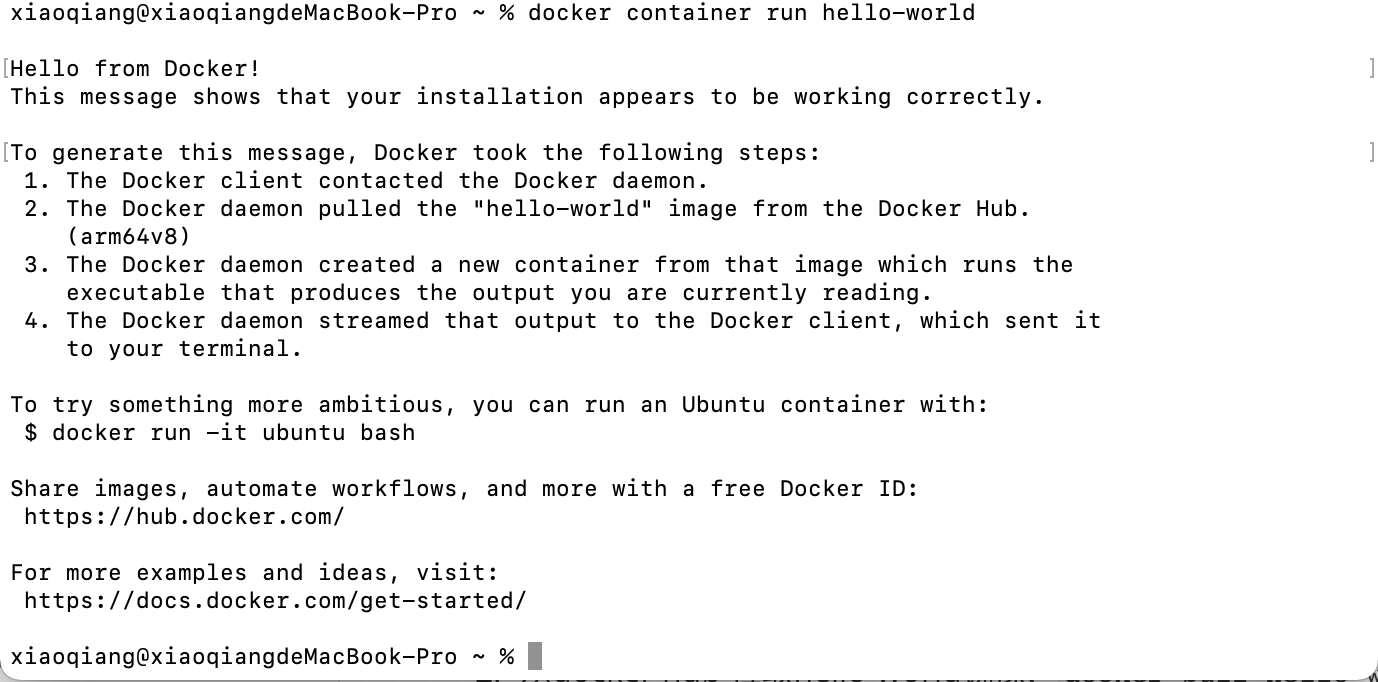 xiaoqiang@xiaoqiangdeMacBook-Pro ~ % docker container run hello-world
[Hello from Docker! ]
This message shows that your installation appears to be working correctly.
[To generate this message, Docker took the following steps: ]
1. The Docker client contacted the Docker daemon.
2. The Docker daemon pulled the "hello-world" image from the Docker Hub.
(arm64v8)
3. The Docker daemon created a new container from that image which runs the
executable that produces the output you are currently reading.
4. The Docker daemon streamed that output to the Docker client, which sent it
to your terminal.
To try something more ambitious, you can run an Ubuntu container with:
$ docker run -it ubuntu bash
Share images, automate workflows, and more with a free Docker ID:
https://hub.docker.com/
For more examples and ideas, visit:
https://docs.docker.com/get-started/
xiaoqiang@xiaoqiangdeMacBook-Pro ~ %